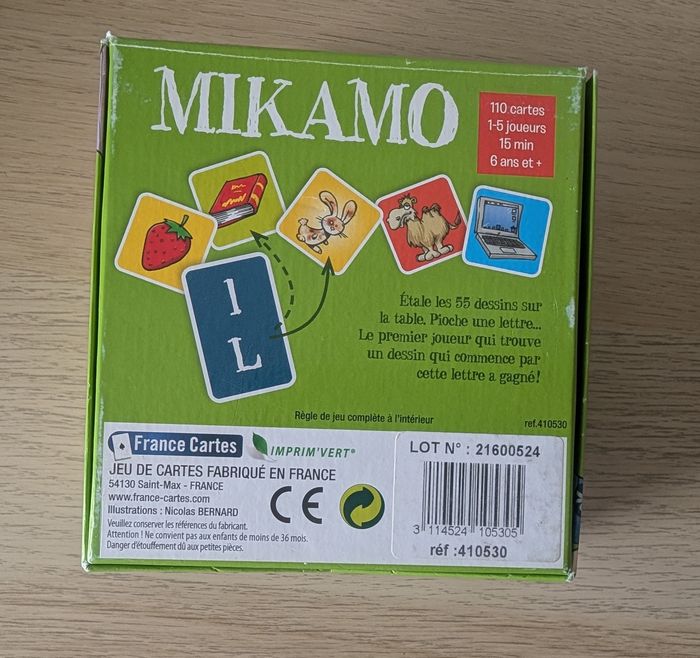 MIKAMO
110 cartes
1-5 joueurs
15 min
6 ans et +
l
L
Étale les 55 dessins sur
la table. Pioche une lettre...
Le premier joueur qui trouve
un dessin qui commence par
cette lettre a gagné!
Règle de jeu complète à l'intérieur
ref.410530
France Cartes
IMPRIM'VERT®
JEU DE CARTES FABRIQUÉ EN FRANCE
54130 Saint-Max - FRANCE
www.france-cartes.com
Illustrations : Nicolas BERNARD
Veuillez conserver les références du fabricant.
Attention ! Ne convient pas aux enfants de moins de 36 mois.
Danger d'étouffement dû aux petites pièces.
CE
LOT N° : 21600524
3 114524 105305
réf :410530